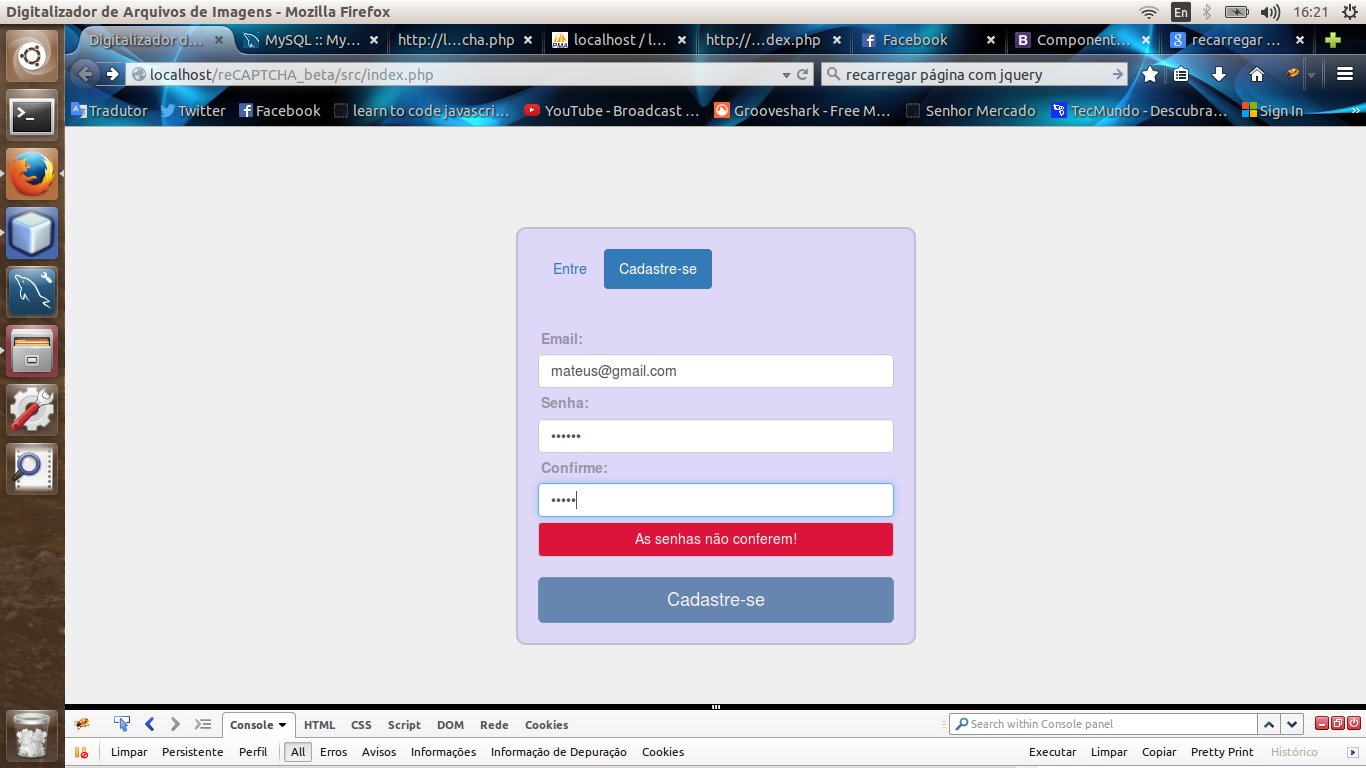 Digitalizador de Arquivos de Imagens - Mozilla Firefox
En
16:21
Digitalizador d...
MySQL :: My...
http://l...cha.php
localhost / l...
http://...dex.php
Facebook
Component...
recarregar ...
localhost/reCAPTCHA_beta/src/index.php
recarregar página com jquery
Tradutor
Twitter
Facebook
learn to code javascri...
YouTube - Broadcast ...
Grooveshark - Free M...
Senhor Mercado
TecMundo - Descubra...
Sign In
Entre
Cadastre-se
Email:
mateus@gmail.com
Senha:
••••••
Confirme:
•••••
As senhas não conferem!
Cadastre-se
Console
HTML
CSS
Script
DOM
Rede
Cookies
Search within Console panel
Limpar
Persistente
Perfil
All
Erros
Avisos
Informações
Informação de Depuração
Cookies
Executar
Limpar
Copiar
Pretty Print
Histórico